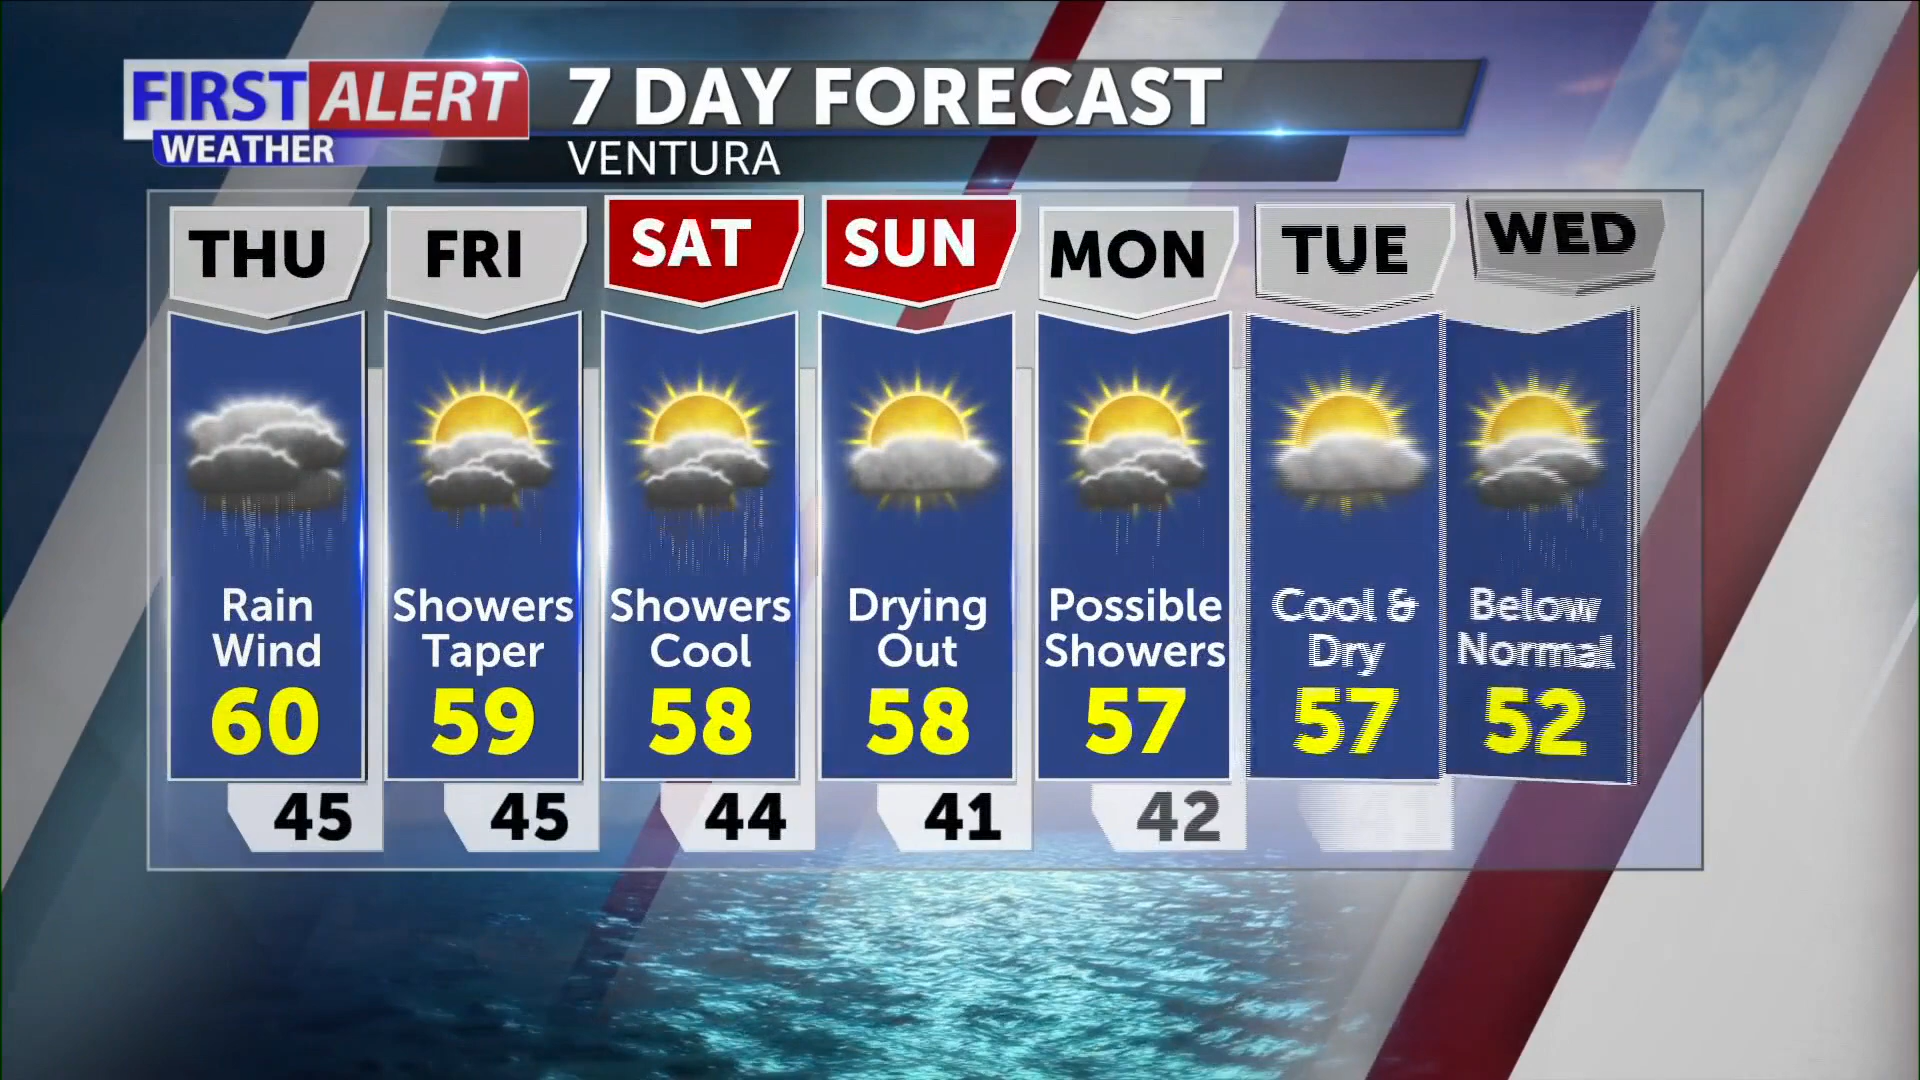 FIRST ALERT
WEATHER
7 DAY FORECAST
VENTURA
THU FRI SAT SUN MON TUE WED
Rain Wind
60
45
Showers Taper
59
45
Showers Cool
58
44
Drying Out
58
41
Possible Showers
57
42
Cool & Dry
57
Below Normal
52